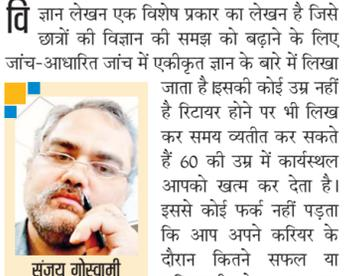 विज्ञान लेखन एक विशेष प्रकार का लेखन है जिसे
छात्रों की विज्ञान की समझ को बढ़ाने के लिए
जांच-आधारित जांच में एकीकृत ज्ञान के बारे में लिखा
जाता है।इसकी कोई उम्र नहीं
है रिटायर होने पर भी लिख
कर समय व्यतीत कर सकते
हैं 60 की उम्र में कार्यस्थल
आपको खत्म कर देता है।
इससे कोई फर्क नहीं पड़ता
कि आप अपने करियर के
दौरान कितने सफल या
संजय गोस्वामी